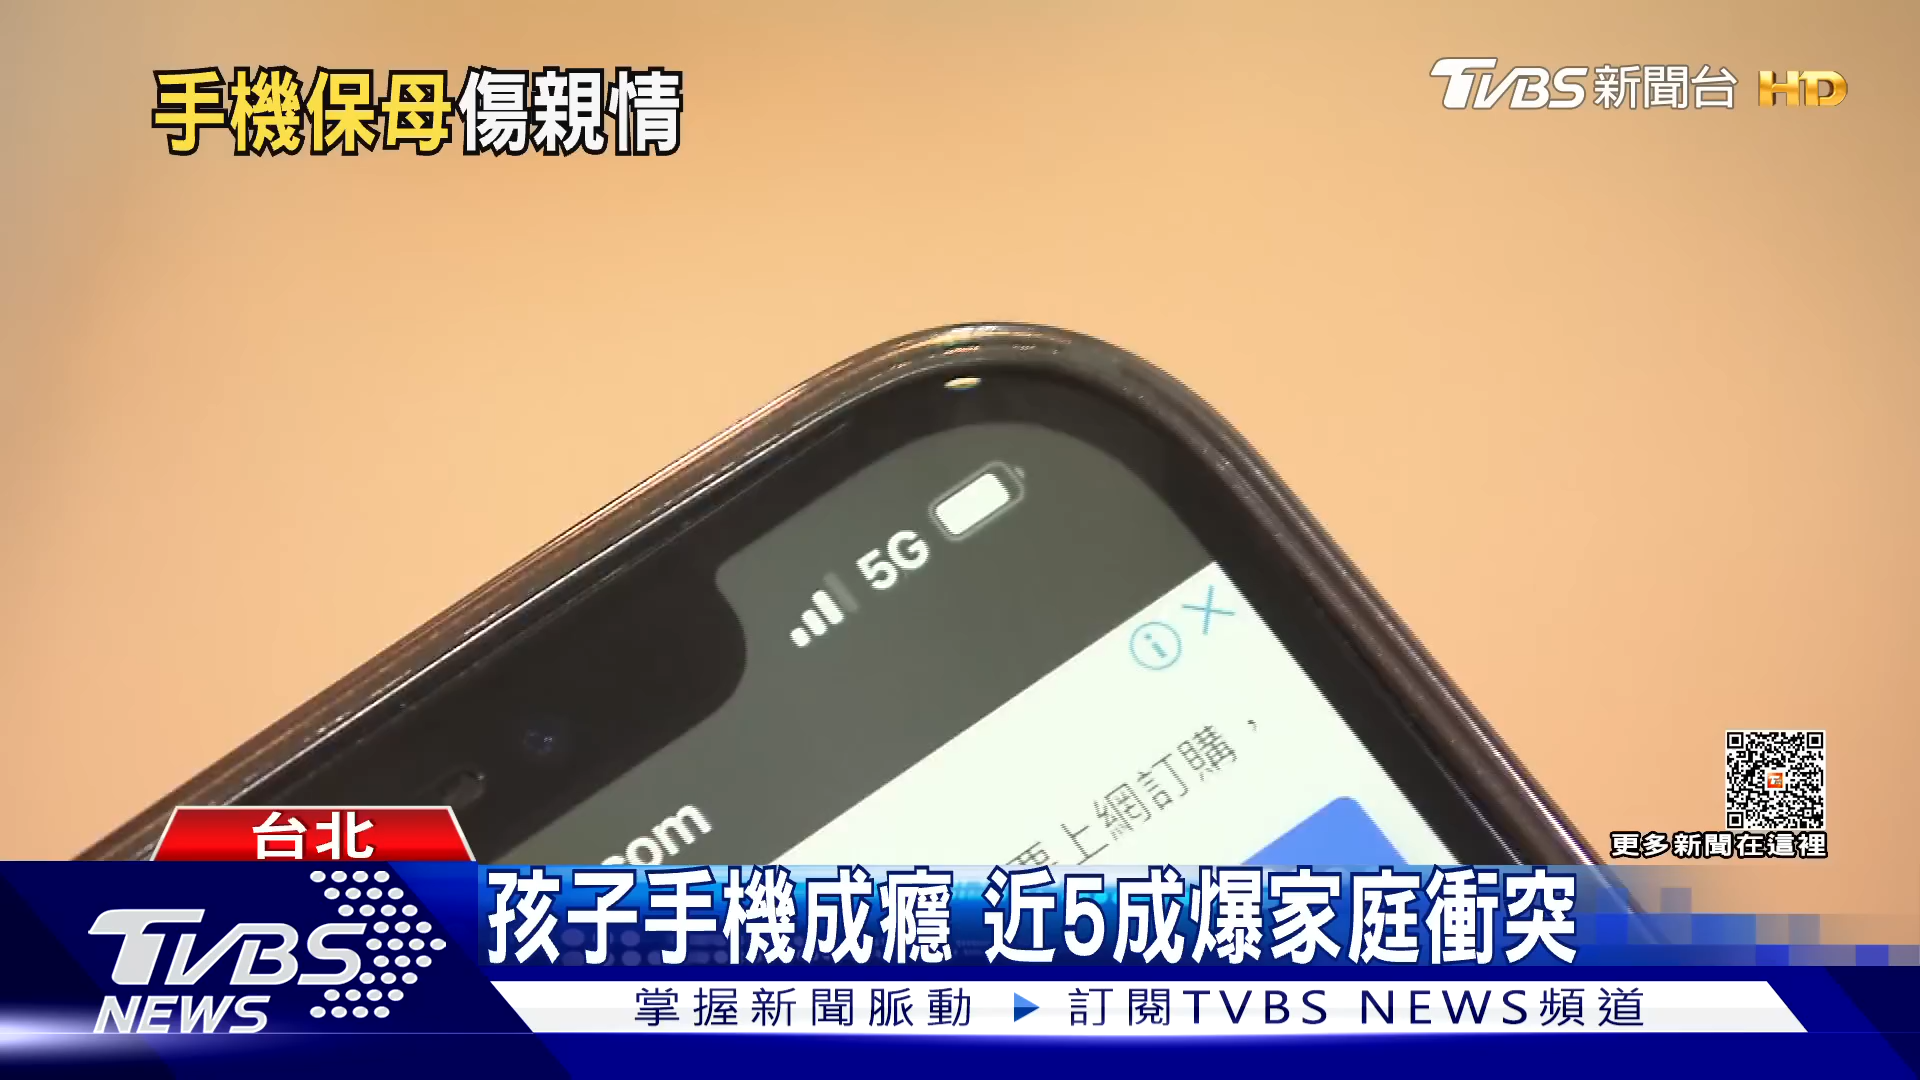 手機保母傷親情
TVBS新聞台 HD
5G
.com
要上網訂購，
更多新聞在這裡
台北
孩子手機成癮 近5成爆家庭衝突
TVBS NEWS
掌握新聞脈動 ▶ 訂閱TVBS NEWS頻道